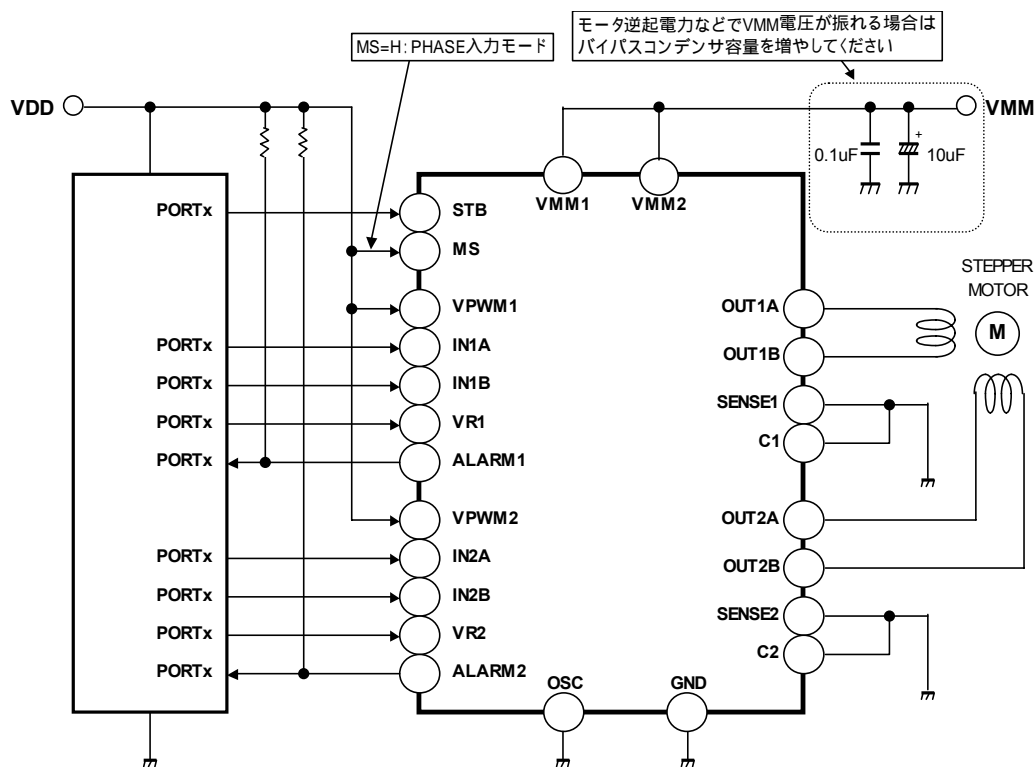 モータ逆起電力などでVMM電圧が振れる場合は
バイパスコンデンサ容量を増やしてください
MS=H: PHASE入力モード
VDD
VMM
0.1uF
+
10uF
VMM1
VMM2
PORTx
STB
MS
VPWM1
PORTx
IN1A
PORTx
IN1B
PORTx
VR1
PORTx
ALARM1
VPWM2
PORTx
IN2A
PORTx
IN2B
PORTx
VR2
PORTx
ALARM2
OSC
GND
OUT1A
OUT1B
SENSE1
C1
OUT2A
OUT2B
SENSE2
C2
STEPPER
MOTOR
M